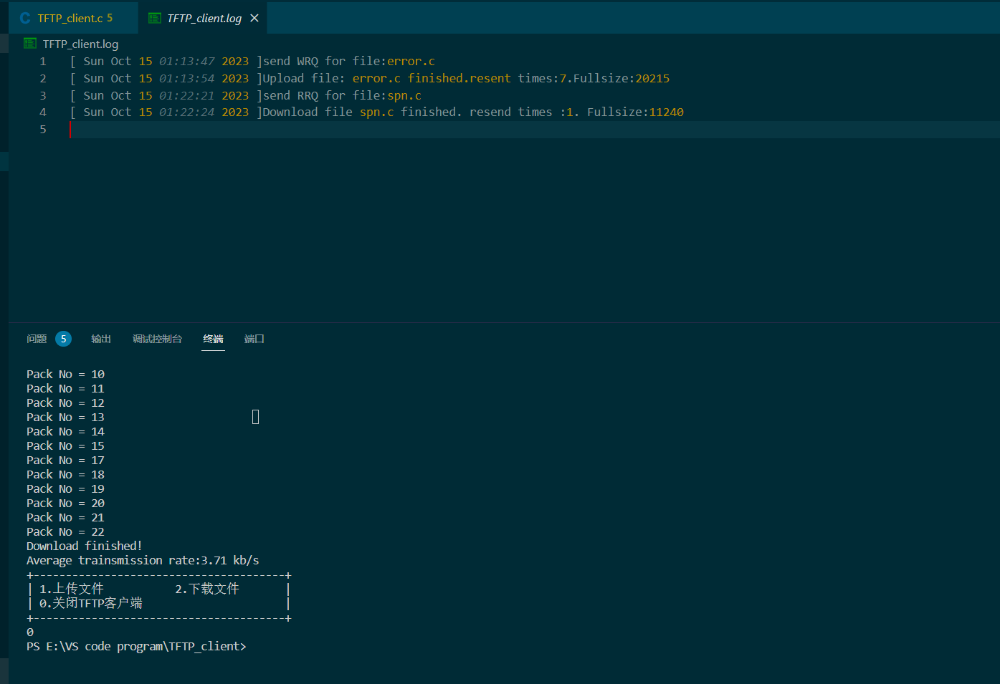 TFTP_client.c 5 TFTP_client.log
TFTP_client.log
1 [ Sun Oct 15 01:13:47 2023 ]send WRQ for file:error.c
2 [ Sun Oct 15 01:13:54 2023 ]Upload file: error.c finished.resent times:7.Fullsize:20215
3 [ Sun Oct 15 01:22:21 2023 ]send RRQ for file:spn.c
4 [ Sun Oct 15 01:22:24 2023 ]Download file spn.c finished. resend times :1. Fullsize:11240
5
问题 5 输出 调试控制台 终端 端口
Pack No = 10
Pack No = 11
Pack No = 12
Pack No = 13
Pack No = 14
Pack No = 15
Pack No = 17
Pack No = 18
Pack No = 19
Pack No = 20
Pack No = 21
Pack No = 22
Download finished!
Average trainsmission rate:3.71 kb/s
+---------------------------------------+
| 1.上传文件 2.下载文件 |
| 0.关闭TFTP客户端 |
+---------------------------------------+
0
PS E:\VS code program\TFTP_client>